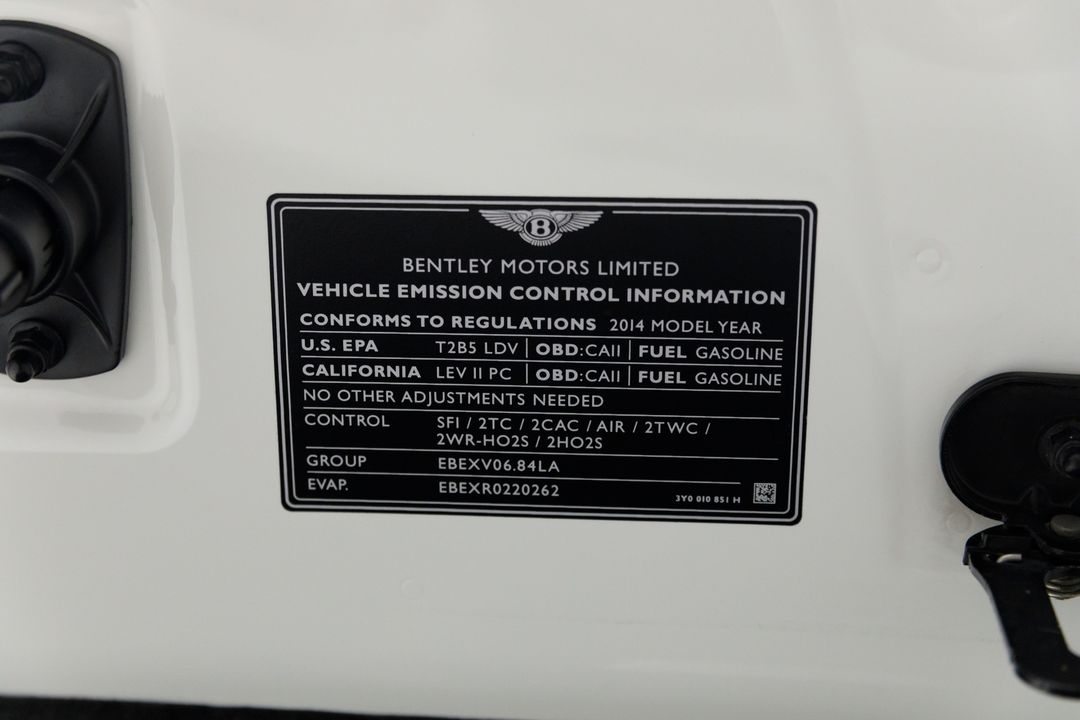 B
BENTLEY MOTORS LIMITED
VEHICLE EMISSION CONTROL INFORMATION
CONFORMS TO REGULATIONS 2014 MODEL YEAR
U.S. EPA T2B5 LDV OBD:CAII FUEL GASOLINE
CALIFORNIA LEV II PC OBD:CAII FUEL GASOLINE
NO OTHER ADJUSTMENTS NEEDED
CONTROL SFI / 2TC / 2CAC / AIR / 2TWC /
2WR-HO2S / 2HO2S
GROUP EBEXV06.84LA
EVAP. EBEXR0220262
3Y0 010 851 H